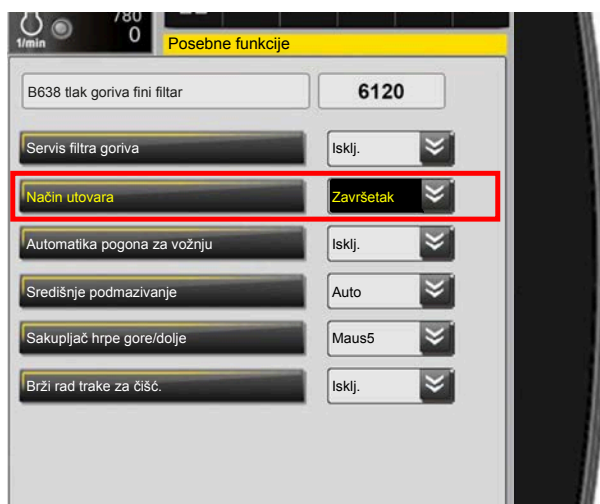 780
1/min
0
Posebne funkcije
B638 tlak goriva fini filtar
6120
Servis filtra goriva
Isklj.
Način utovara
Završetak
Automatika pogona za vožnju
Isklj.
Središnje podmazivanje
Auto
Sakupljač hrpe gore/dolje
Maus5
Brži rad trake za čišć.
Isklj.